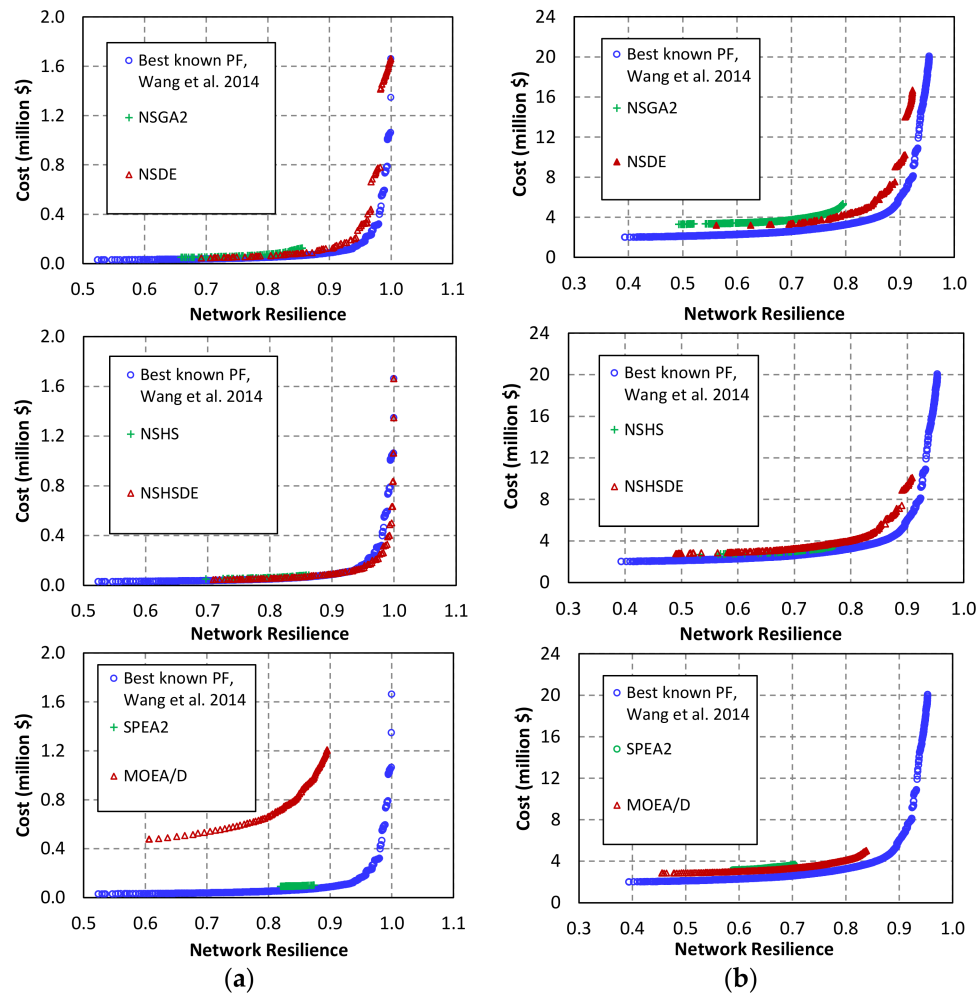 2.0
1.6
1.2
0.8
0.4
0.0
Cost (million $)
Best known PF,
Wang et al. 2014
NSGA2
NSDE
0.5 0.6 0.7 0.8 0.9 1.0 1.1
Network Resilience
24
20
16
12
8
4
0
Cost (million $)
Best known PF,
Wang et al. 2014
NSGA2
NSDE
0.3 0.4 0.5 0.6 0.7 0.8 0.9 1.0
Network Resilience
2.0
1.6
1.2
0.8
0.4
0.0
Cost (million $)
Best known PF,
Wang et al. 2014
NSHS
NSHSDE
0.5 0.6 0.7 0.8 0.9 1.0 1.1
Network Resilience
24
20
16
12
8
4
0
Cost (million $)
Best known PF,
Wang et al. 2014
NSHS
NSHSDE
0.3 0.4 0.5 0.6 0.7 0.8 0.9 1.0
Network Resilience
2.0
1.6
1.2
0.8
0.4
0.0
Cost (million $)
Best known PF,
Wang et al. 2014
SPEA2
MOEA/D
0.5 0.6 0.7 0.8 0.9 1.0 1.1
Network Resilience
24
20
16
12
8
4
0
Cost (million $)
Best known PF,
Wang et al. 2014
SPEA2
MOEA/D
0.3 0.4 0.5 0.6 0.7 0.8 0.9 1.0
Network Resilience
(a)
(b)